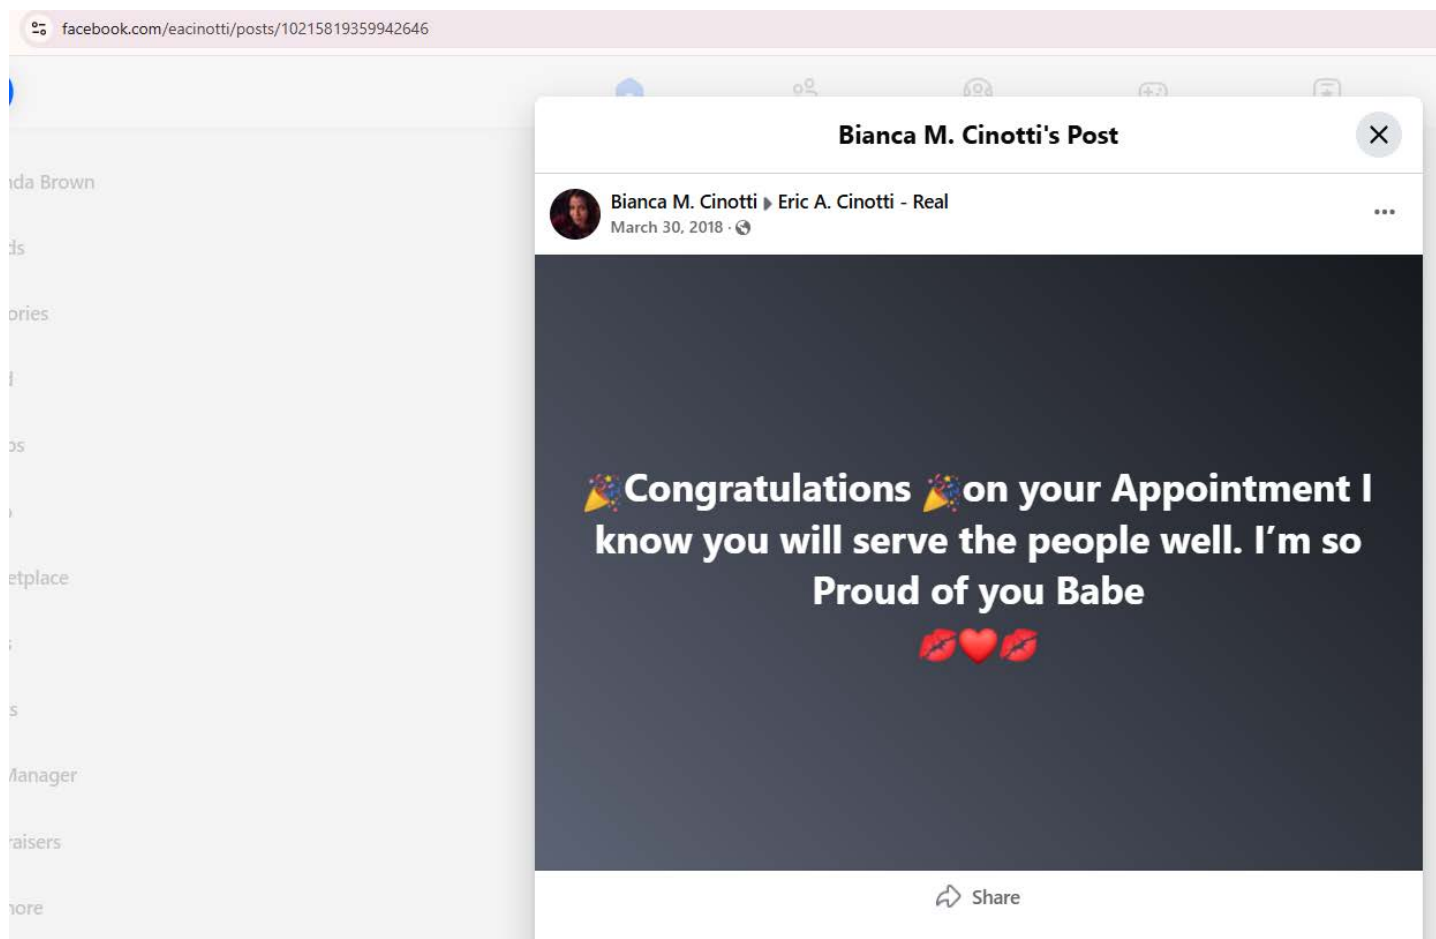 facebook.com/eacinotti/posts/10215819359942646
Bianca M. Cinotti's Post
Bianca M. Cinotti ▸ Eric A. Cinotti - Real
March 30, 2018 ·
🎉Congratulations 🎉on your Appointment I
know you will serve the people well. I’m so
Proud of you Babe
💋❤️💋
Share
nda Brown
ds
ories
d
ps
etplace
s
s
Manager
raisers
more